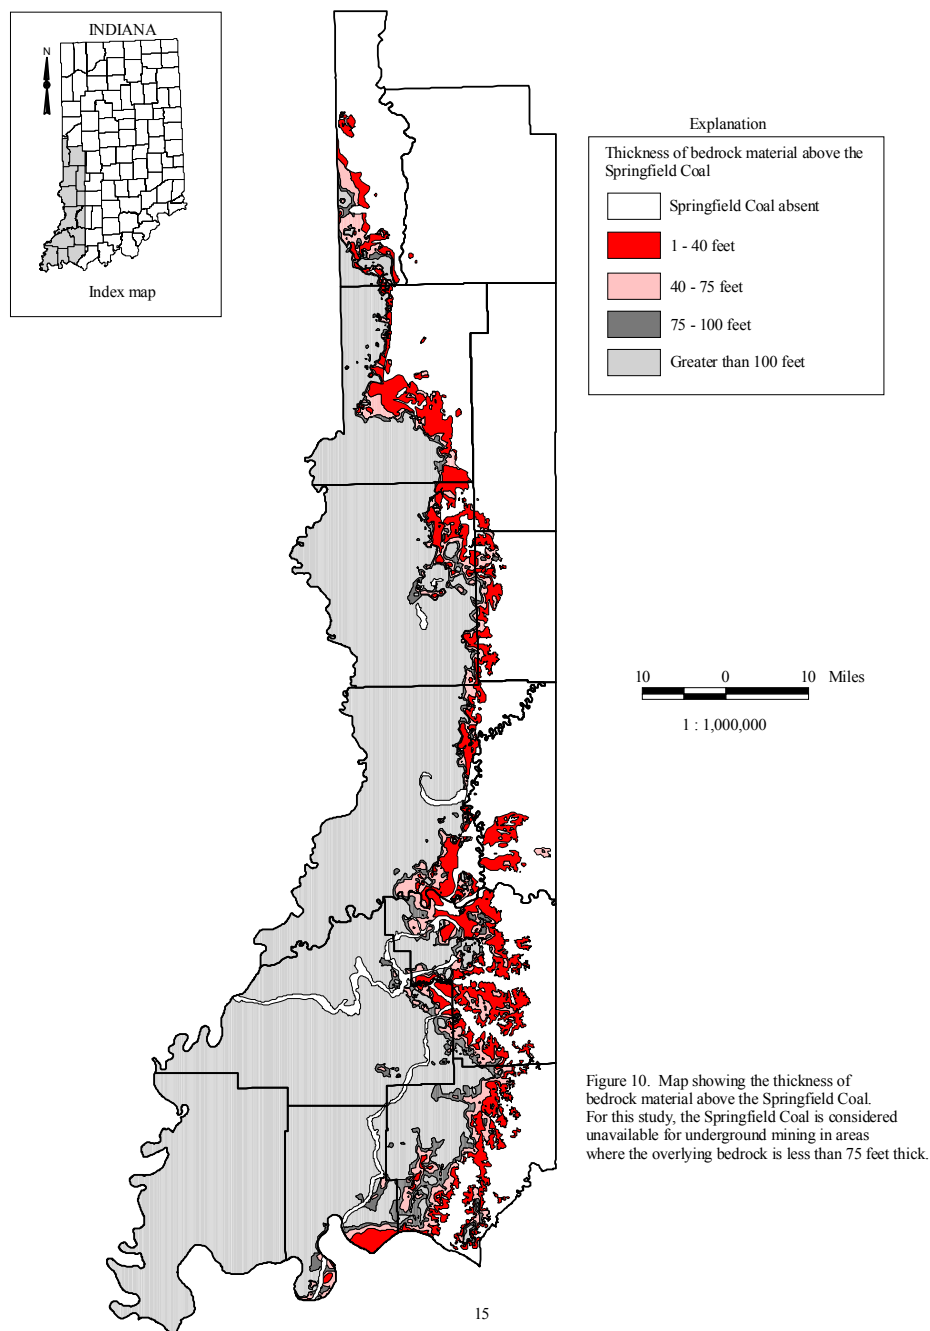 INDIANA
N
Index map
Explanation
Thickness of bedrock material above the
Springfield Coal
Springfield Coal absent
1 - 40 feet
40 - 75 feet
75 - 100 feet
Greater than 100 feet
10 0 10 Miles
1 : 1,000,000
Figure 10. Map showing the thickness of
bedrock material above the Springfield Coal.
For this study, the Springfield Coal is considered
unavailable for underground mining in areas
where the overlying bedrock is less than 75 feet thick.
15